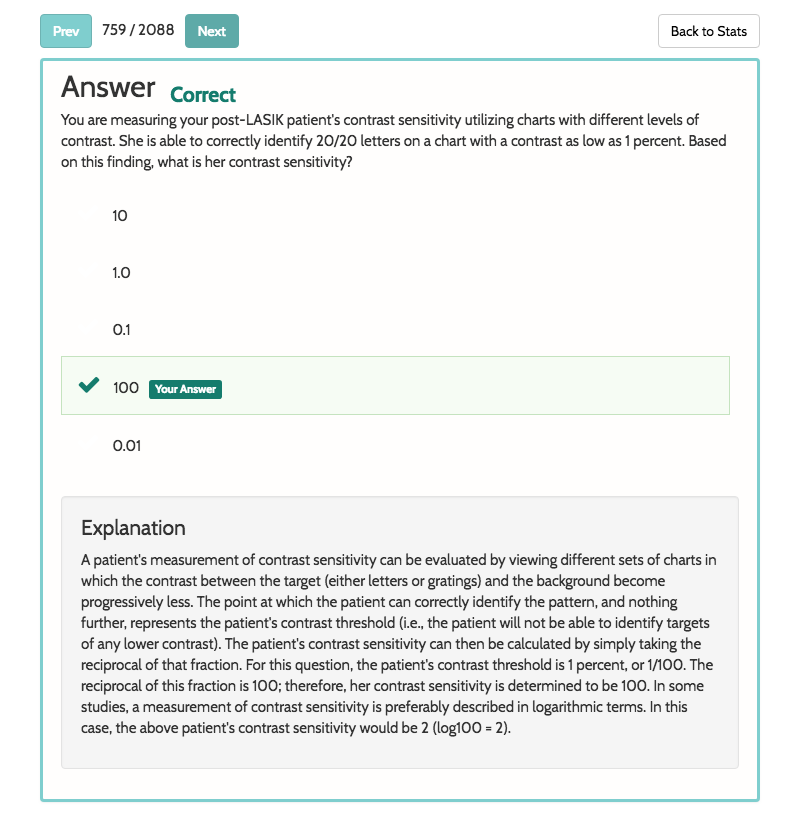 Prev 759 / 2088 Next Back to Stats
Answer Correct
You are measuring your post-LASIK patient's contrast sensitivity utilizing charts with different levels of
contrast. She is able to correctly identify 20/20 letters on a chart with a contrast as low as 1 percent. Based
on this finding, what is her contrast sensitivity?
10
1.0
0.1
100 Your Answer
0.01
Explanation
A patient's measurement of contrast sensitivity can be evaluated by viewing different sets of charts in
which the contrast between the target (either letters or gratings) and the background become
progressively less. The point at which the patient can correctly identify the pattern, and nothing
further, represents the patient's contrast threshold (i.e., the patient will not be able to identify targets
of any lower contrast). The patient's contrast sensitivity can then be calculated by simply taking the
reciprocal of that fraction. For this question, the patient's contrast threshold is 1 percent, or 1/100. The
reciprocal of this fraction is 100; therefore, her contrast sensitivity is determined to be 100. In some
studies, a measurement of contrast sensitivity is preferably described in logarithmic terms. In this
case, the above patient's contrast sensitivity would be 2 (log100 = 2).